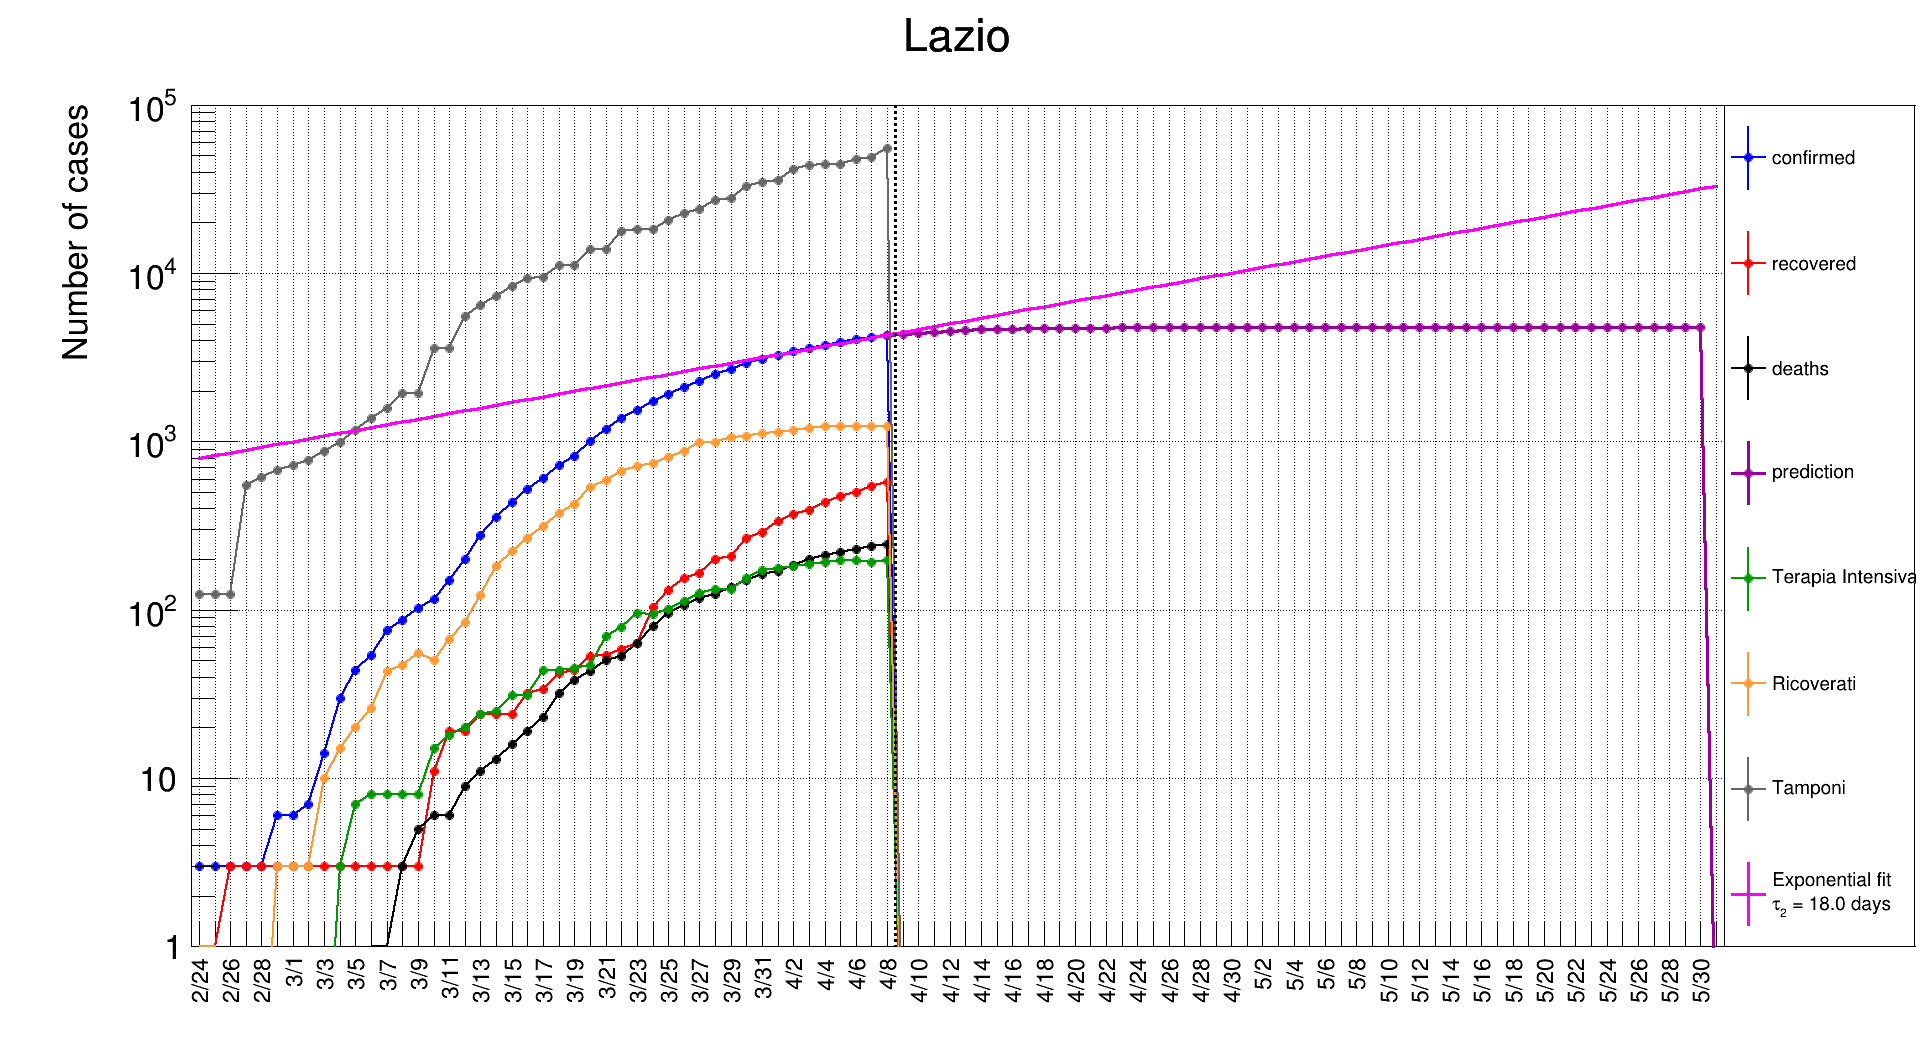 Lazio
Number of cases
10^5
10^4
10^3
10^2
10
1
2/24 2/26 2/28 3/1 3/3 3/5 3/7 3/9 3/11 3/13 3/15 3/17 3/19 3/21 3/23 3/25 3/27 3/29 3/31 4/2 4/4 4/6 4/8 4/10 4/12 4/14 4/16 4/18 4/20 4/22 4/24 4/26 4/28 4/30 5/2 5/4 5/6 5/8 5/10 5/12 5/14 5/16 5/18 5/20 5/22 5/24 5/26 5/28 5/30
confirmed
recovered
deaths
prediction
Terapia Intensiva
Ricoverati
Tamponi
Exponential fit
τ_2 = 18.0 days